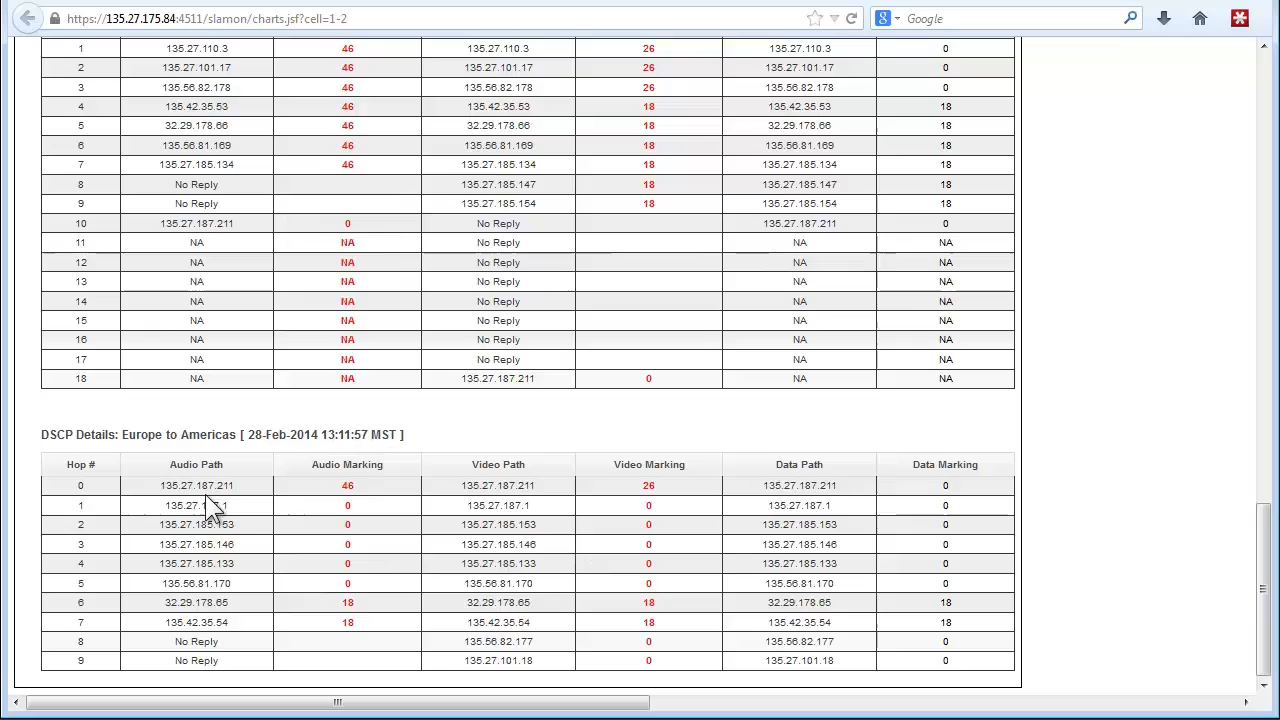 https://135.27.175.84:4511/slamon/charts.jsf?cell=1-2 Google
1 135.27.110.3 46 135.27.110.3 26 135.27.110.3 0
2 135.27.101.17 46 135.27.101.17 26 135.27.101.17 0
3 135.56.82.178 46 135.56.82.178 26 135.56.82.178 0
4 135.42.35.53 46 135.42.35.53 18 135.42.35.53 18
5 32.29.178.66 46 32.29.178.66 18 32.29.178.66 18
6 135.56.81.169 46 135.56.81.169 18 135.56.81.169 18
7 135.27.185.134 46 135.27.185.134 18 135.27.185.134 18
8 No Reply 135.27.185.147 18 135.27.185.147 18
9 No Reply 135.27.185.154 18 135.27.185.154 18
10 135.27.187.211 0 No Reply 135.27.187.211 0
11 NA NA No Reply NA NA
12 NA NA No Reply NA NA
13 NA NA No Reply NA NA
14 NA NA No Reply NA NA
15 NA NA No Reply NA NA
16 NA NA No Reply NA NA
17 NA NA No Reply NA NA
18 NA NA 135.27.187.211 0 NA NA
DSCP Details: Europe to Americas [ 28-Feb-2014 13:11:57 MST ]
Hop # Audio Path Audio Marking Video Path Video Marking Data Path Data Marking
0 135.27.187.211 46 135.27.187.211 26 135.27.187.211 0
1 0 135.27.187.1 0 135.27.187.1 0
2 135.27.185.153 0 135.27.185.153 0 135.27.185.153 0
3 135.27.185.146 0 135.27.185.146 0 135.27.185.146 0
4 135.27.185.133 0 135.27.185.133 0 135.27.185.133 0
5 135.56.81.170 0 135.56.81.170 0 135.56.81.170 0
6 32.29.178.65 18 32.29.178.65 18 32.29.178.65 18
7 135.42.35.54 18 135.42.35.54 18 135.42.35.54 18
8 No Reply 135.56.82.177 0 135.56.82.177 0
9 No Reply 135.27.101.18 0 135.27.101.18 0